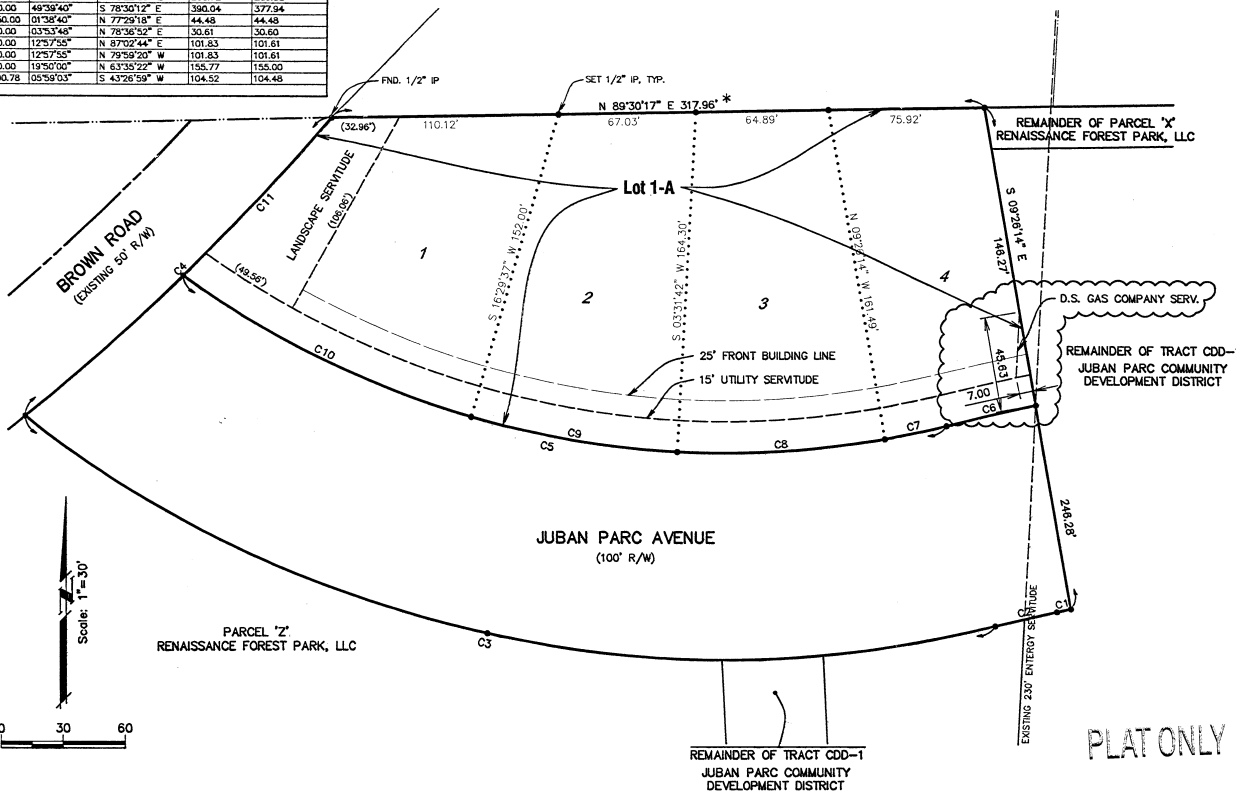 0.00 49°39'40" S 78°30'12" E 390.04 377.94
50.00 01°38'40" N 77°29'18" E 44.48 44.48
0.00 03°53'48" N 78°36'52" E 30.61 30.60
0.00 12°57'55" N 87°02'44" E 101.83 101.61
0.00 12°57'55" N 79°59'20" W 101.83 101.61
0.00 19°50'00" N 63°35'22" W 155.77 155.00
00.78 05°59'03" S 43°26'59" W 104.52 104.48
FND. 1/2" IP
SET 1/2" IP, TYP.
N 89°30'17" E 317.96' *
(32.96')
110.12'
67.03'
64.89'
75.92'
REMAINDER OF PARCEL 'X'
RENAISSANCE FOREST PARK, LLC
Lot 1-A
LANDSCAPE SERVITUDE
(106.06')
C11
BROWN ROAD
(EXISTING 50' R/W)
C4
(49.56')
1
S 16°29'37" W 152.00'
2
S 03°31'42" W 164.30'
3
N 09°26'14" W 161.49'
4
S 09°26'14" E
146.27'
D.S. GAS COMPANY SERV.
45.63
7.00
REMAINDER OF TRACT CDD-1
JUBAN PARC COMMUNITY
DEVELOPMENT DISTRICT
25' FRONT BUILDING LINE
15' UTILITY SERVITUDE
C10
C9
C5
C8
C7
C6
246.28'
JUBAN PARC AVENUE
(100' R/W)
Scale: 1"=30'
PARCEL 'Z'
RENAISSANCE FOREST PARK, LLC
C3
C1
EXISTING 230' ENTERGY SERVITUDE
0 30 60
REMAINDER OF TRACT CDD-1
JUBAN PARC COMMUNITY
DEVELOPMENT DISTRICT
PLAT ONLY